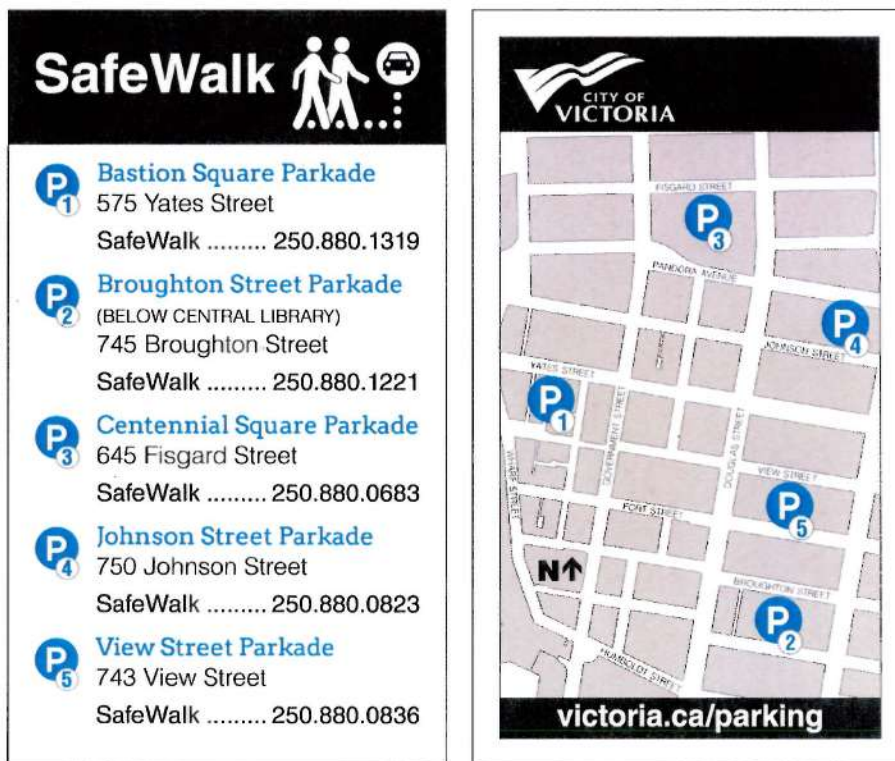 SafeWalk
P1 Bastion Square Parkade
575 Yates Street
SafeWalk ......... 250.880.1319
P2 Broughton Street Parkade
(BELOW CENTRAL LIBRARY)
745 Broughton Street
SafeWalk ......... 250.880.1221
P3 Centennial Square Parkade
645 Fisgard Street
SafeWalk ......... 250.880.0683
P4 Johnson Street Parkade
750 Johnson Street
SafeWalk ......... 250.880.0823
P5 View Street Parkade
743 View Street
SafeWalk ......... 250.880.0836
CITY OF
VICTORIA
FISGARD STREET
P3
PANDORA AVENUE
P4
JOHNSON STREET
YATES STREET
P1
GOVERNMENT STREET
DOUGLAS STREET
WHARF STREET
VIEW STREET
P5
FORT STREET
N↑
BROUGHTON STREET
P2
HUMBOLDT STREET
victoria.ca/parking